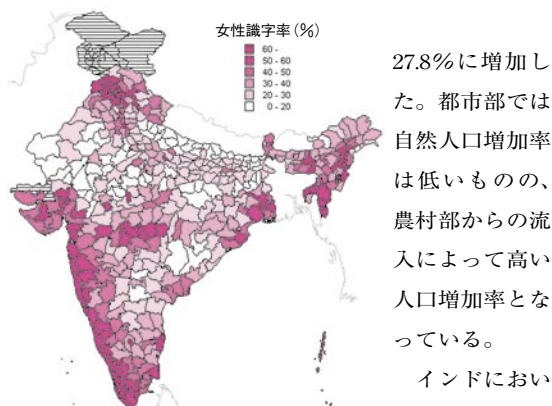 女性識字率(%)
60 -
50 - 60
40 - 50
30 - 40
20 - 30
0 - 20
27.8%に増加し
た。都市部では
自然人口増加率
は低いものの、
農村部からの流
入によって高い
人口増加率とな
っている。
インドにおい